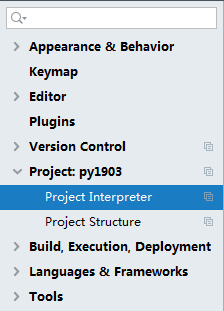 Appearance & Behavior
Keymap
Editor
Plugins
Version Control
Project: py1903
Project Interpreter
Project Structure
Build, Execution, Deployment
Languages & Frameworks
Tools